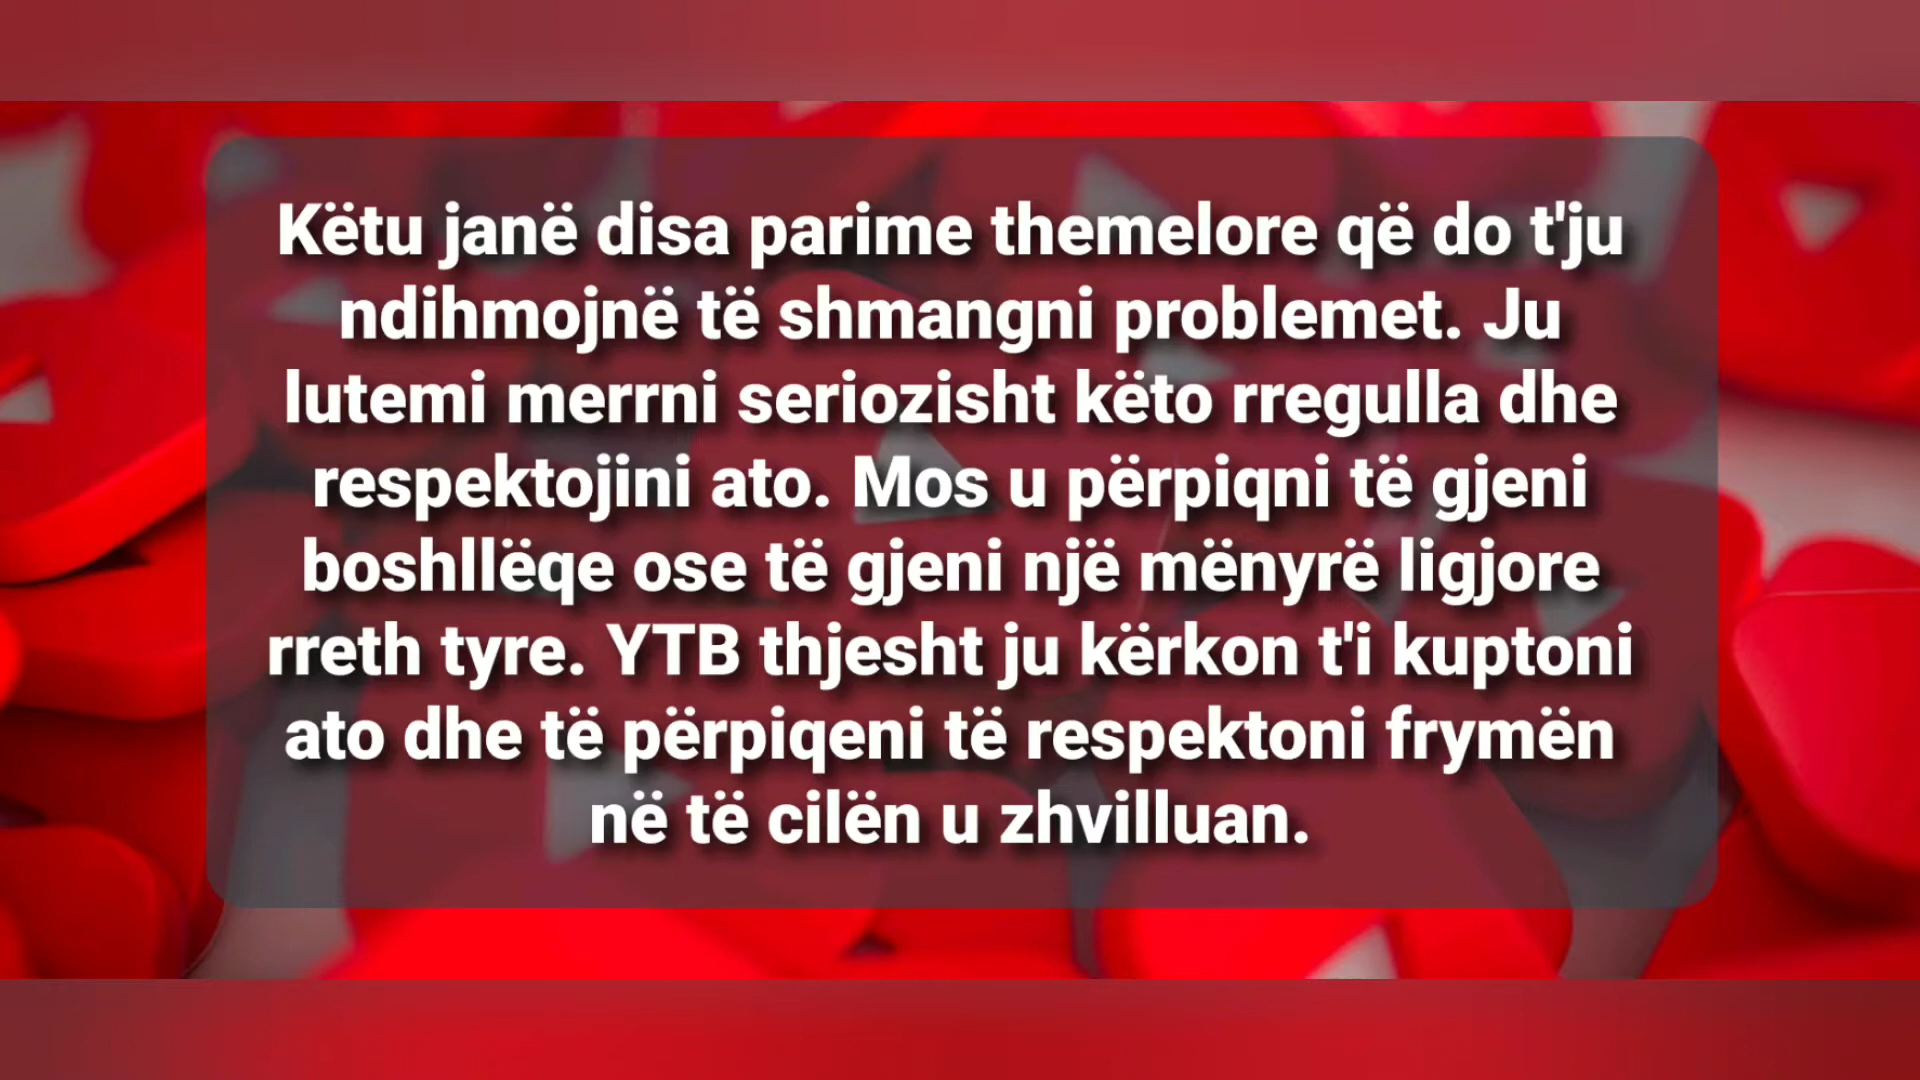 Këtu janë disa parime themelore që do t'ju
ndihmojnë të shmangni problemet. Ju
lutemi merrni seriozisht këto rregulla dhe
respektojini ato. Mos u përpiqni të gjeni
boshllëqe ose të gjeni një mënyrë ligjore
rreth tyre. YTB thjesht ju kërkon t'i kuptoni
ato dhe të përpiqeni të respektoni frymën
në të cilën u zhvilluan.